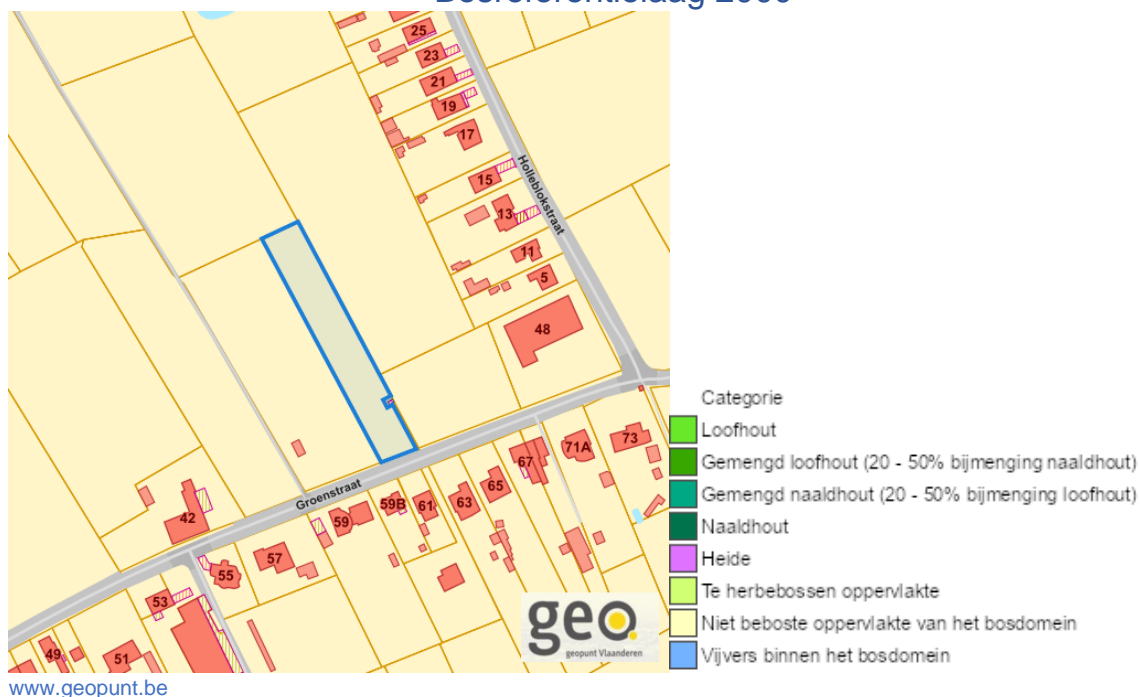 25
23
21
19
17
15
13
11
5
48
Holleblokstraat
Groenstraat
42
59
59B
61
63
65
67
71A
73
57
55
53
51
49
geo
geopunt Vlaanderen
Categorie
Loofhout
Gemengd loofhout (20 - 50% bijmenging naaldhout)
Gemengd naaldhout (20 - 50% bijmenging loofhout)
Naaldhout
Heide
Te herbebossen oppervlakte
Niet beboste oppervlakte van het bosdomein
Vijvers binnen het bosdomein
www.geopunt.be